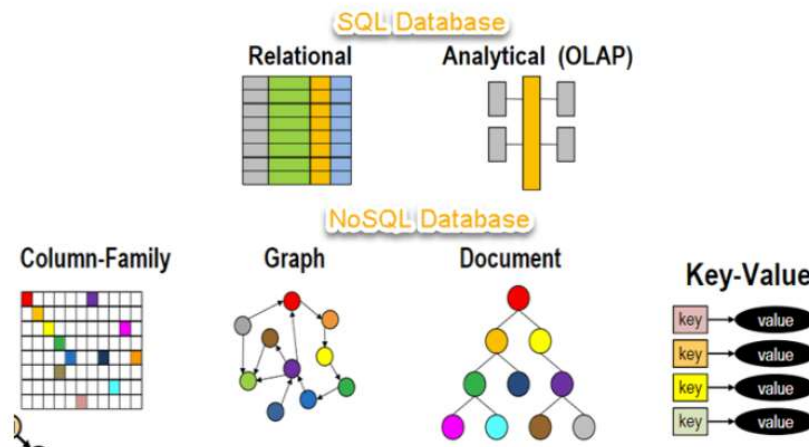 SQL Database
Relational
Analytical (OLAP)
NoSQL Database
Column-Family
Graph
Document
Key-Value
key value
key value
key value
key value